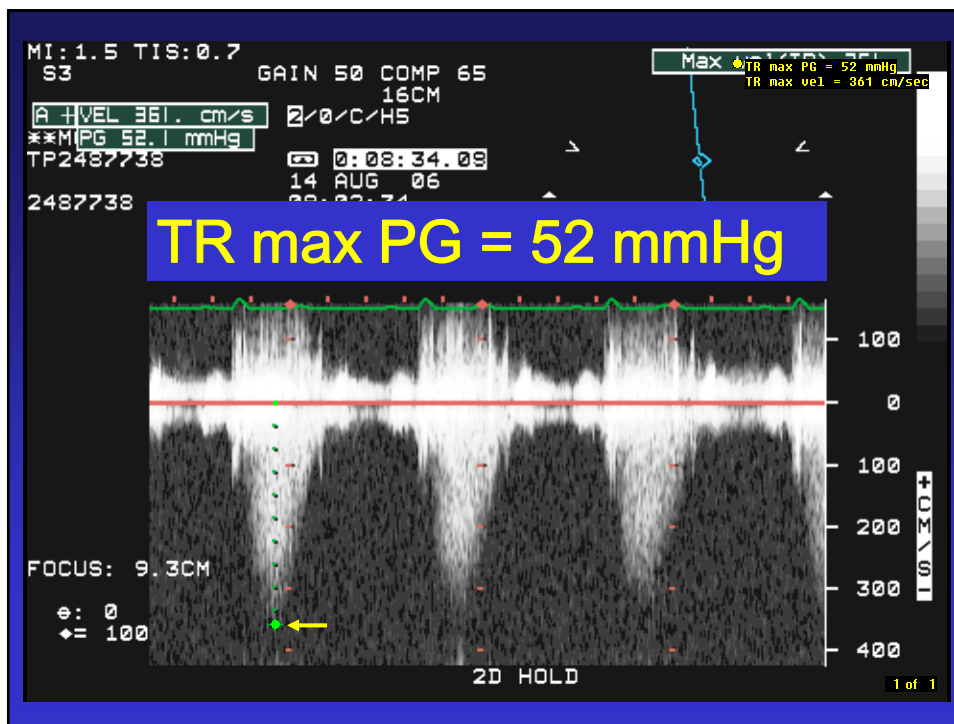 MI:1.5 TIS:0.7
S3
GAIN 50 COMP 65
16CM
Max
TR max PG = 52 mmHg
TR max vel = 361 cm/sec
A +VEL 361. cm/s
2/0/C/H5
PG 52.1 mmHg
TP2487738
0:08:34.09
14 AUG 06
2487738
TR max PG = 52 mmHg
100
0
100
200
300
400
+CM/S-
FOCUS: 9.3CM
: 0
= 100
2D HOLD
1 of 1